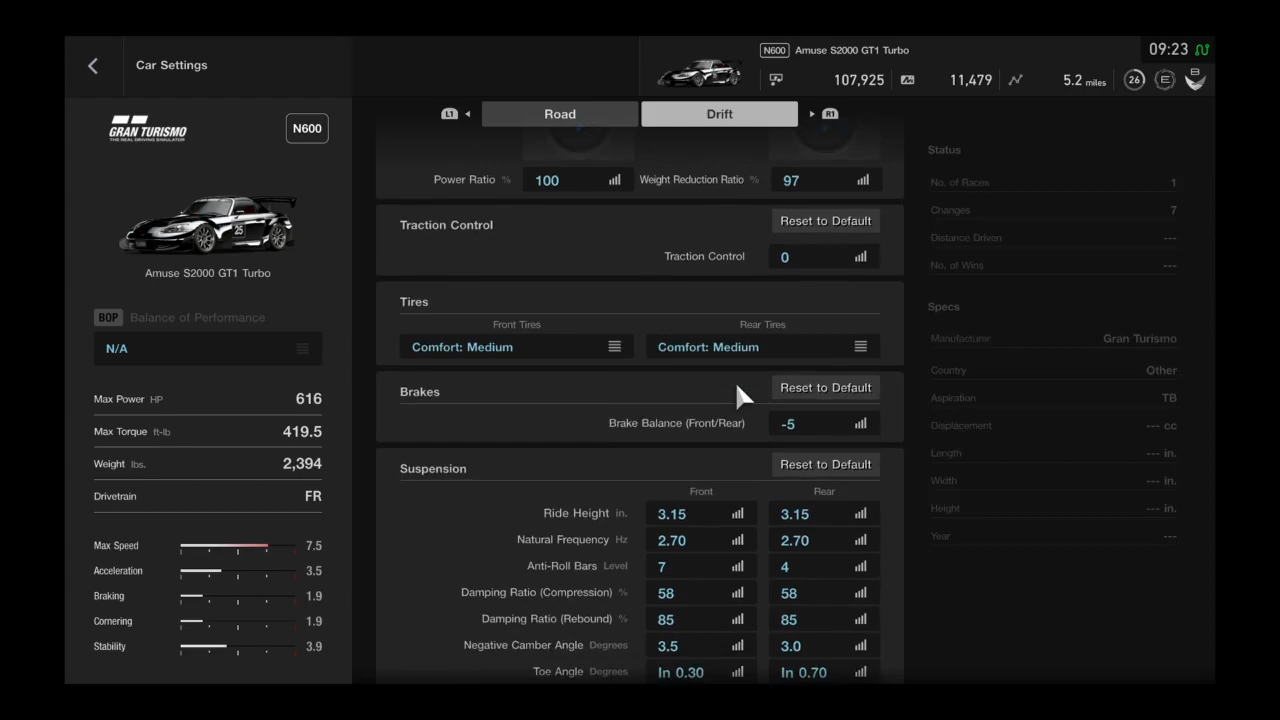 Car Settings
N600 Amuse S2000 GT1 Turbo
09:23
107,925 11,479 5.2 miles 26 E B
L1 Road Drift R1
GRAN TURISMO
THE REAL DRIVING SIMULATOR
N600
25
Amuse S2000 GT1 Turbo
BOP Balance of Performance
N/A
Max Power HP 616
Max Torque ft-lb 419.5
Weight lbs. 2,394
Drivetrain FR
Max Speed 7.5
Acceleration 3.5
Braking 1.9
Cornering 1.9
Stability 3.9
Power Ratio % 100 Weight Reduction Ratio % 97
Traction Control Reset to Default
Traction Control 0
Tires
Front Tires Rear Tires
Comfort: Medium Comfort: Medium
Brakes Reset to Default
Brake Balance (Front/Rear) -5
Suspension Reset to Default
Front Rear
Ride Height in. 3.15 3.15
Natural Frequency Hz 2.70 2.70
Anti-Roll Bars Level 7 4
Damping Ratio (Compression) % 58 58
Damping Ratio (Rebound) % 85 85
Negative Camber Angle Degrees 3.5 3.0
Toe Angle Degrees In 0.30 In 0.70
Status
No. of Races 1
Changes 7
Distance Driven ---
No. of Wins ---
Specs
Manufacturer Gran Turismo
Country Other
Aspiration TB
Displacement --- cc
Length --- in.
Width --- in.
Height --- in.
Year ---